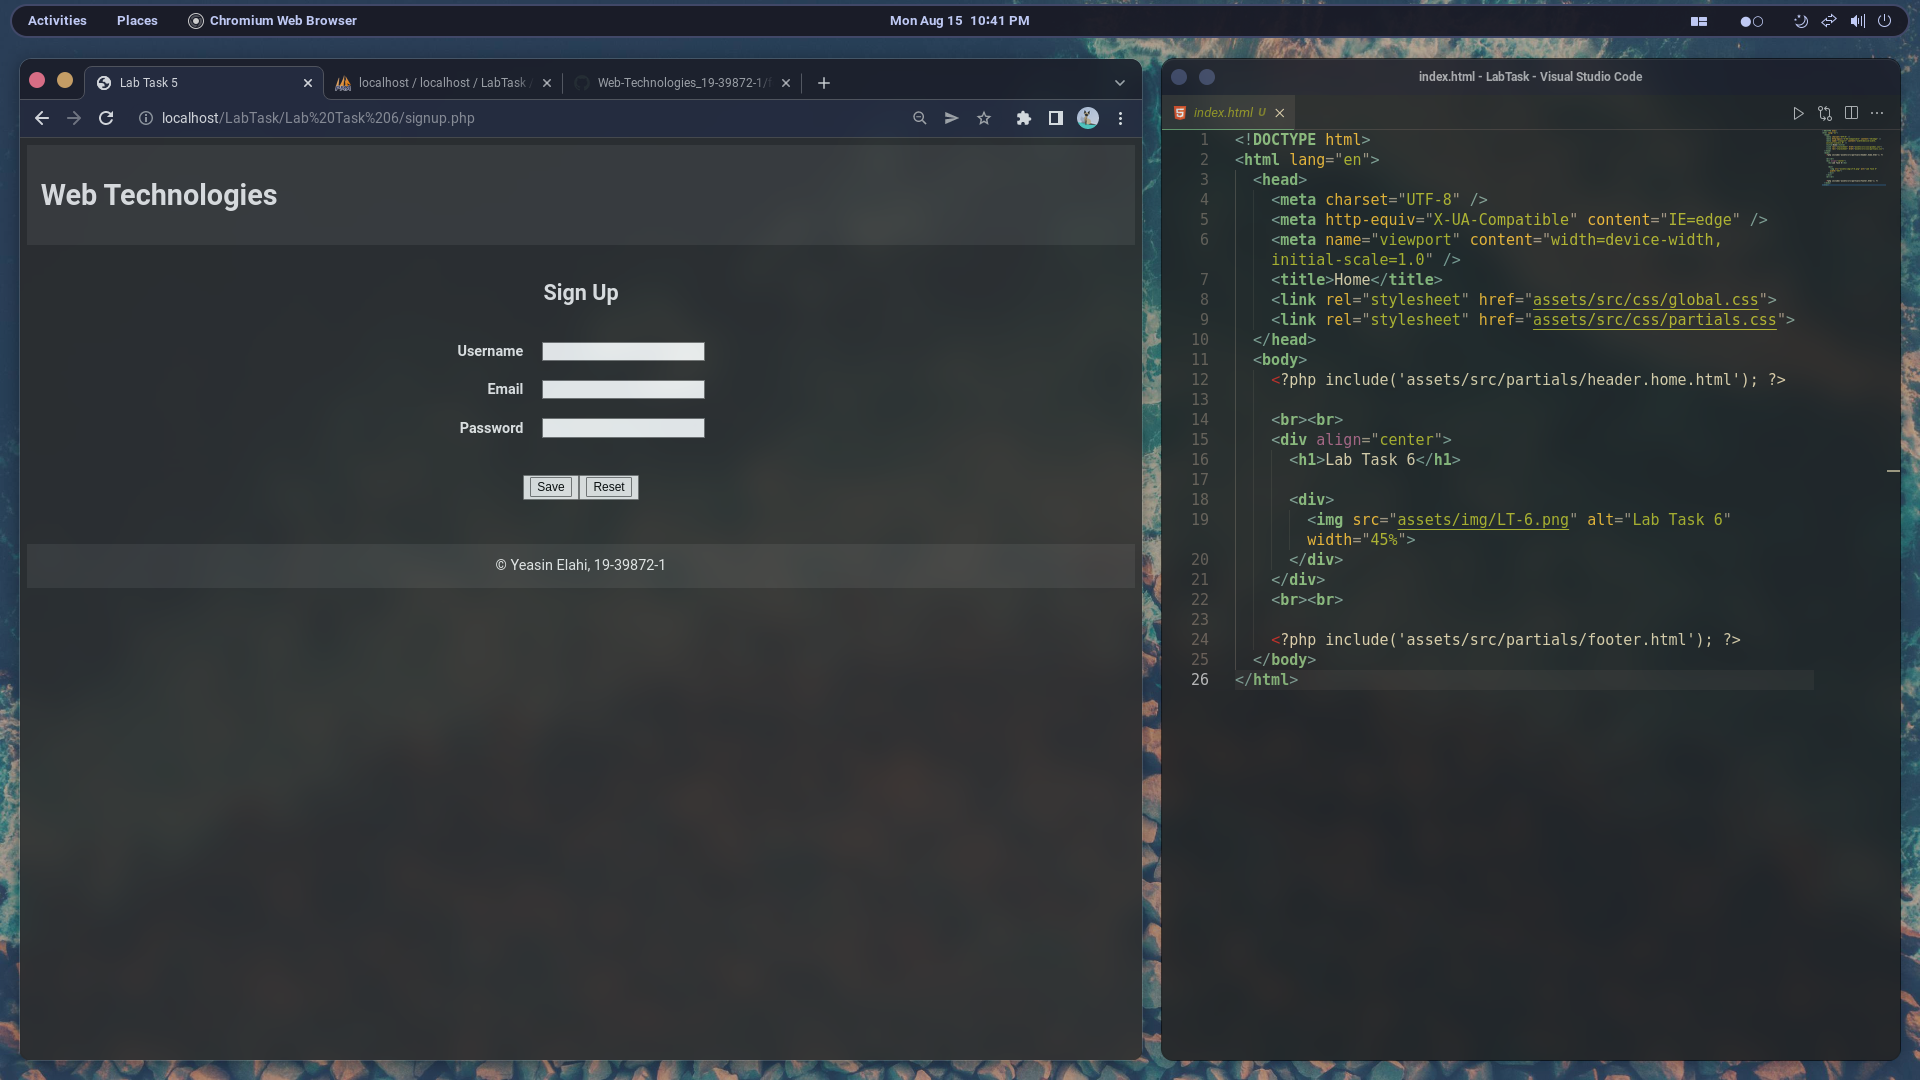 Activities
Places
Chromium Web Browser
Mon Aug 15 10:41 PM
Lab Task 5
localhost / localhost / LabTask
Web-Technologies_19-39872-1/
localhost/LabTask/Lab%20Task%206/signup.php
Web Technologies
Sign Up
Username
Email
Password
Save
Reset
© Yeasin Elahi, 19-39872-1
index.html - LabTask - Visual Studio Code
index.html U
1 <!DOCTYPE html>
2 <html lang="en">
3 <head>
4 <meta charset="UTF-8" />
5 <meta http-equiv="X-UA-Compatible" content="IE=edge" />
6 <meta name="viewport" content="width=device-width,
initial-scale=1.0" />
7 <title>Home</title>
8 <link rel="stylesheet" href="assets/src/css/global.css">
9 <link rel="stylesheet" href="assets/src/css/partials.css">
10 </head>
11 <body>
12 <?php include('assets/src/partials/header.home.html'); ?>
13
14 <br><br>
15 <div align="center">
16 <h1>Lab Task 6</h1>
17
18 <div>
19 <img src="assets/img/LT-6.png" alt="Lab Task 6"
width="45%">
20 </div>
21 </div>
22 <br><br>
23
24 <?php include('assets/src/partials/footer.html'); ?>
25 </body>
26 </html>